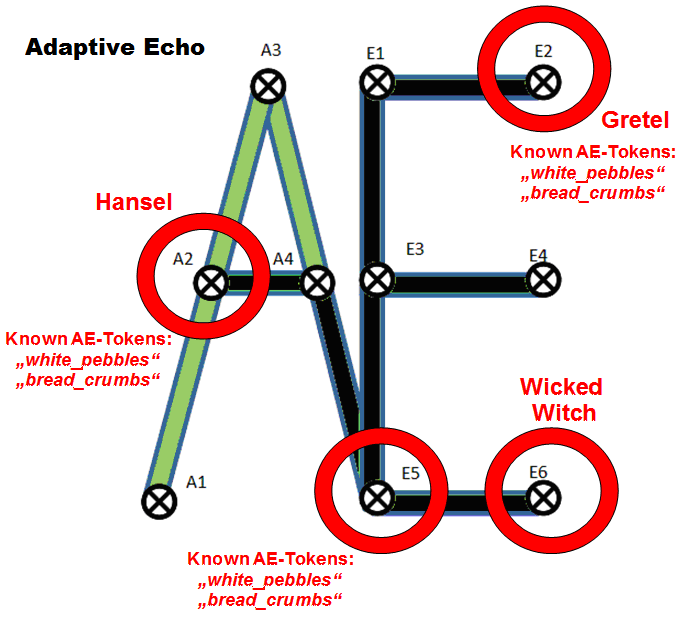 Adaptive Echo
A3
E1
E2
Gretel
Known AE-Tokens:
„white_pebbles“
„bread_crumbs“
Hansel
A2
A4
E3
E4
Known AE-Tokens:
„white_pebbles“
„bread_crumbs“
Wicked
Witch
A1
E5
E6
Known AE-Tokens:
„white_pebbles“
„bread_crumbs“